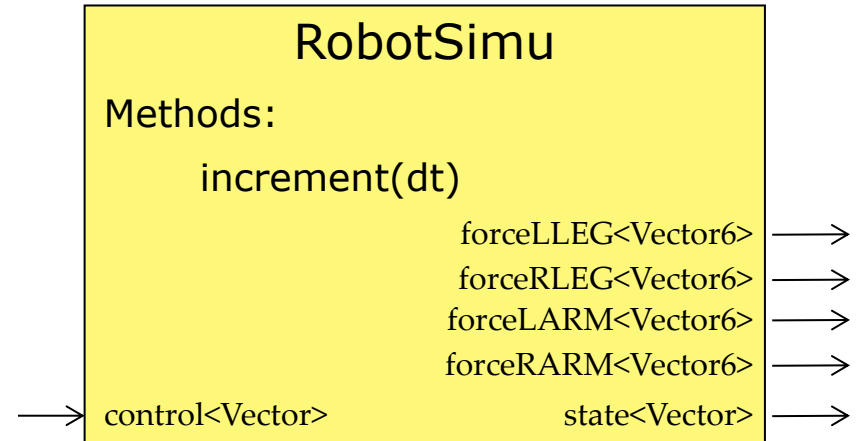 RobotSimu
Methods:
increment(dt)
forceLLEG<Vector6>
forceRLEG<Vector6>
forceLARM<Vector6>
forceRARM<Vector6>
control<Vector> state<Vector>